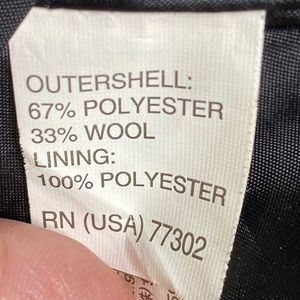 OUTERSHELL:
67% POLYESTER
33% WOOL
LINING:
100% POLYESTER
RN (USA) 77302